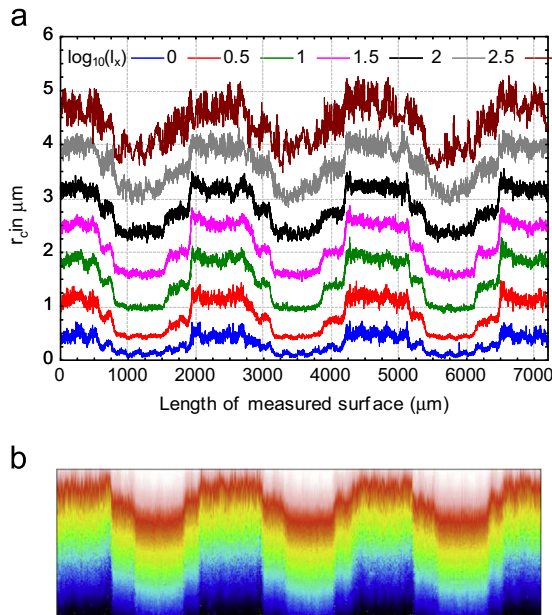 a
6
log₁₀(lₓ) 0 0.5 1 1.5 2 2.5
5
4
3
2
1
0
r_c in μm
0 1000 2000 3000 4000 5000 6000 7000
Length of measured surface (μm)
b